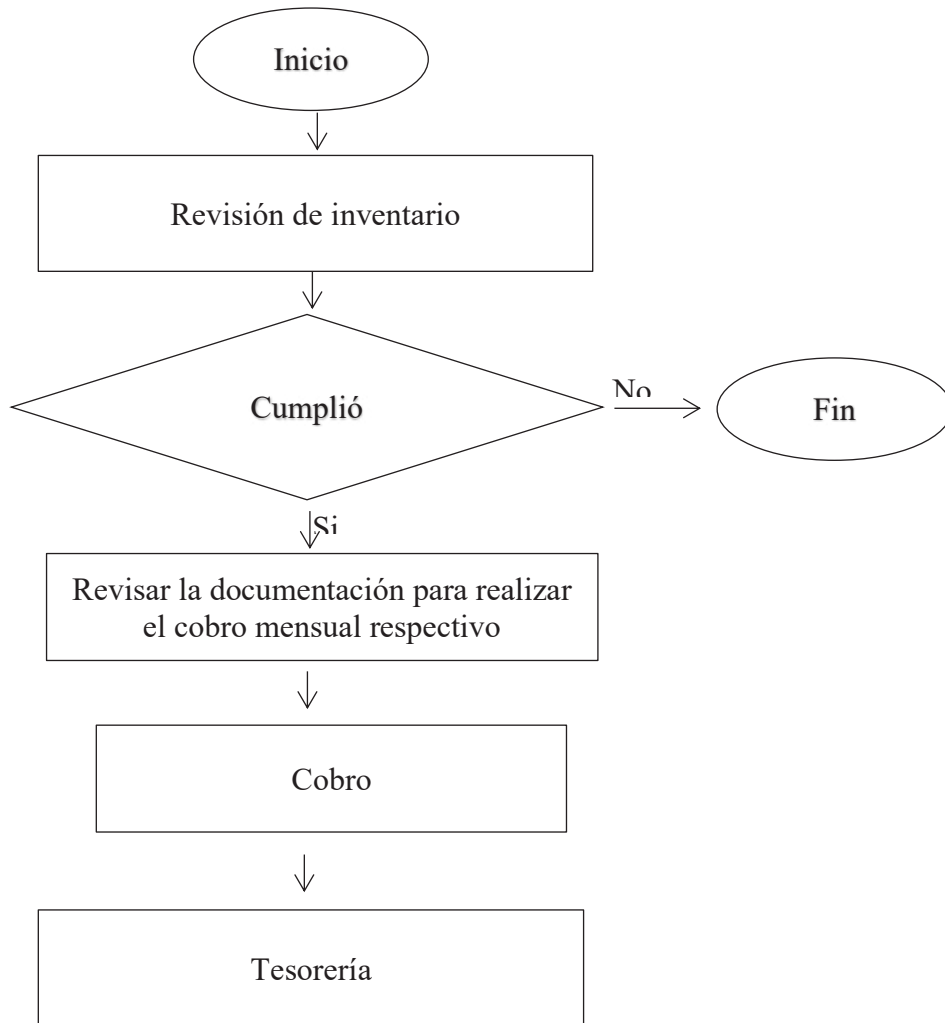 Inicio
Revisión de inventario
Cumplió
No
Fin
Si
Revisar la documentación para realizar
el cobro mensual respectivo
Cobro
Tesorería